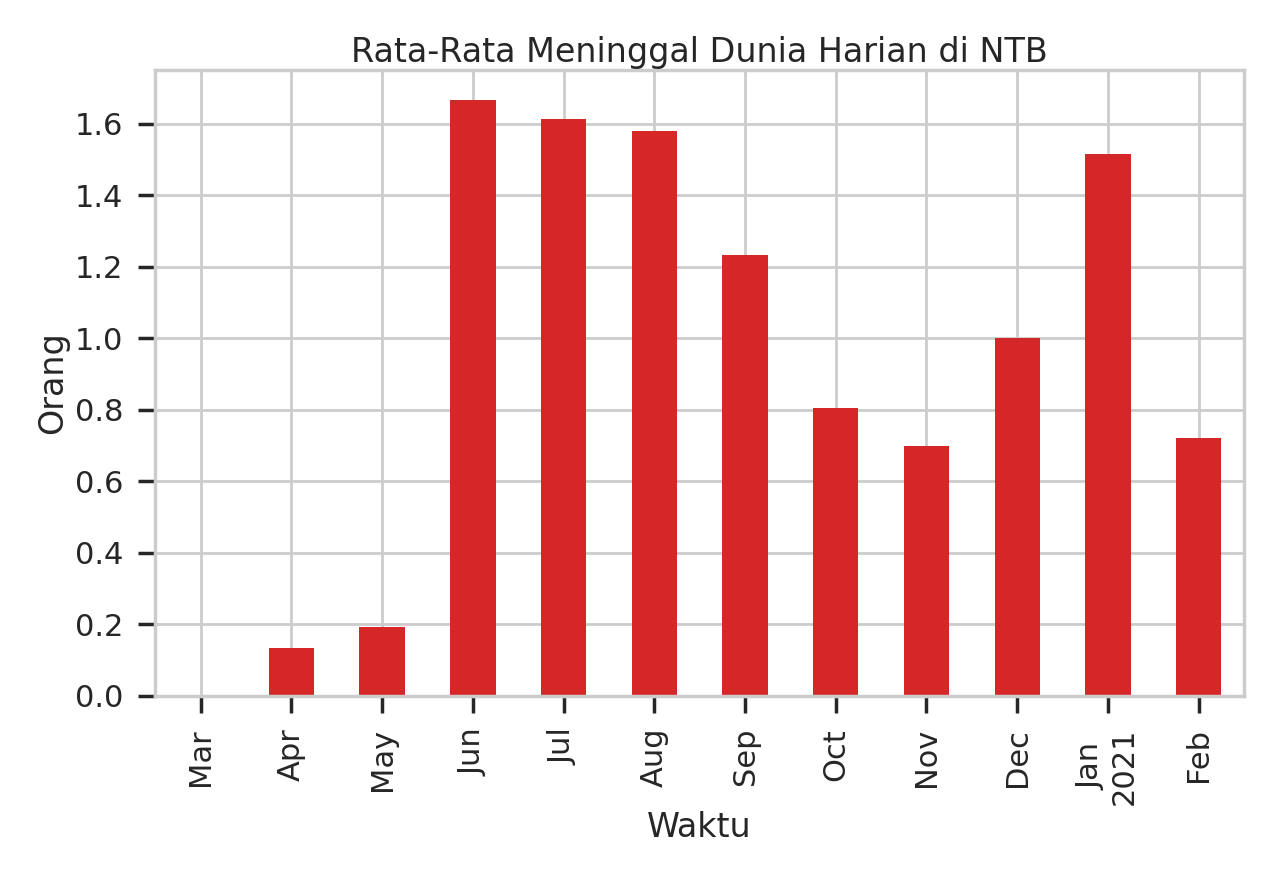 Rata-Rata Meninggal Dunia Harian di NTB
Orang
1.6
1.4
1.2
1.0
0.8
0.6
0.4
0.2
0.0
Mar
Apr
May
Jun
Jul
Aug
Sep
Oct
Nov
Dec
Jan
2021
Feb
Waktu